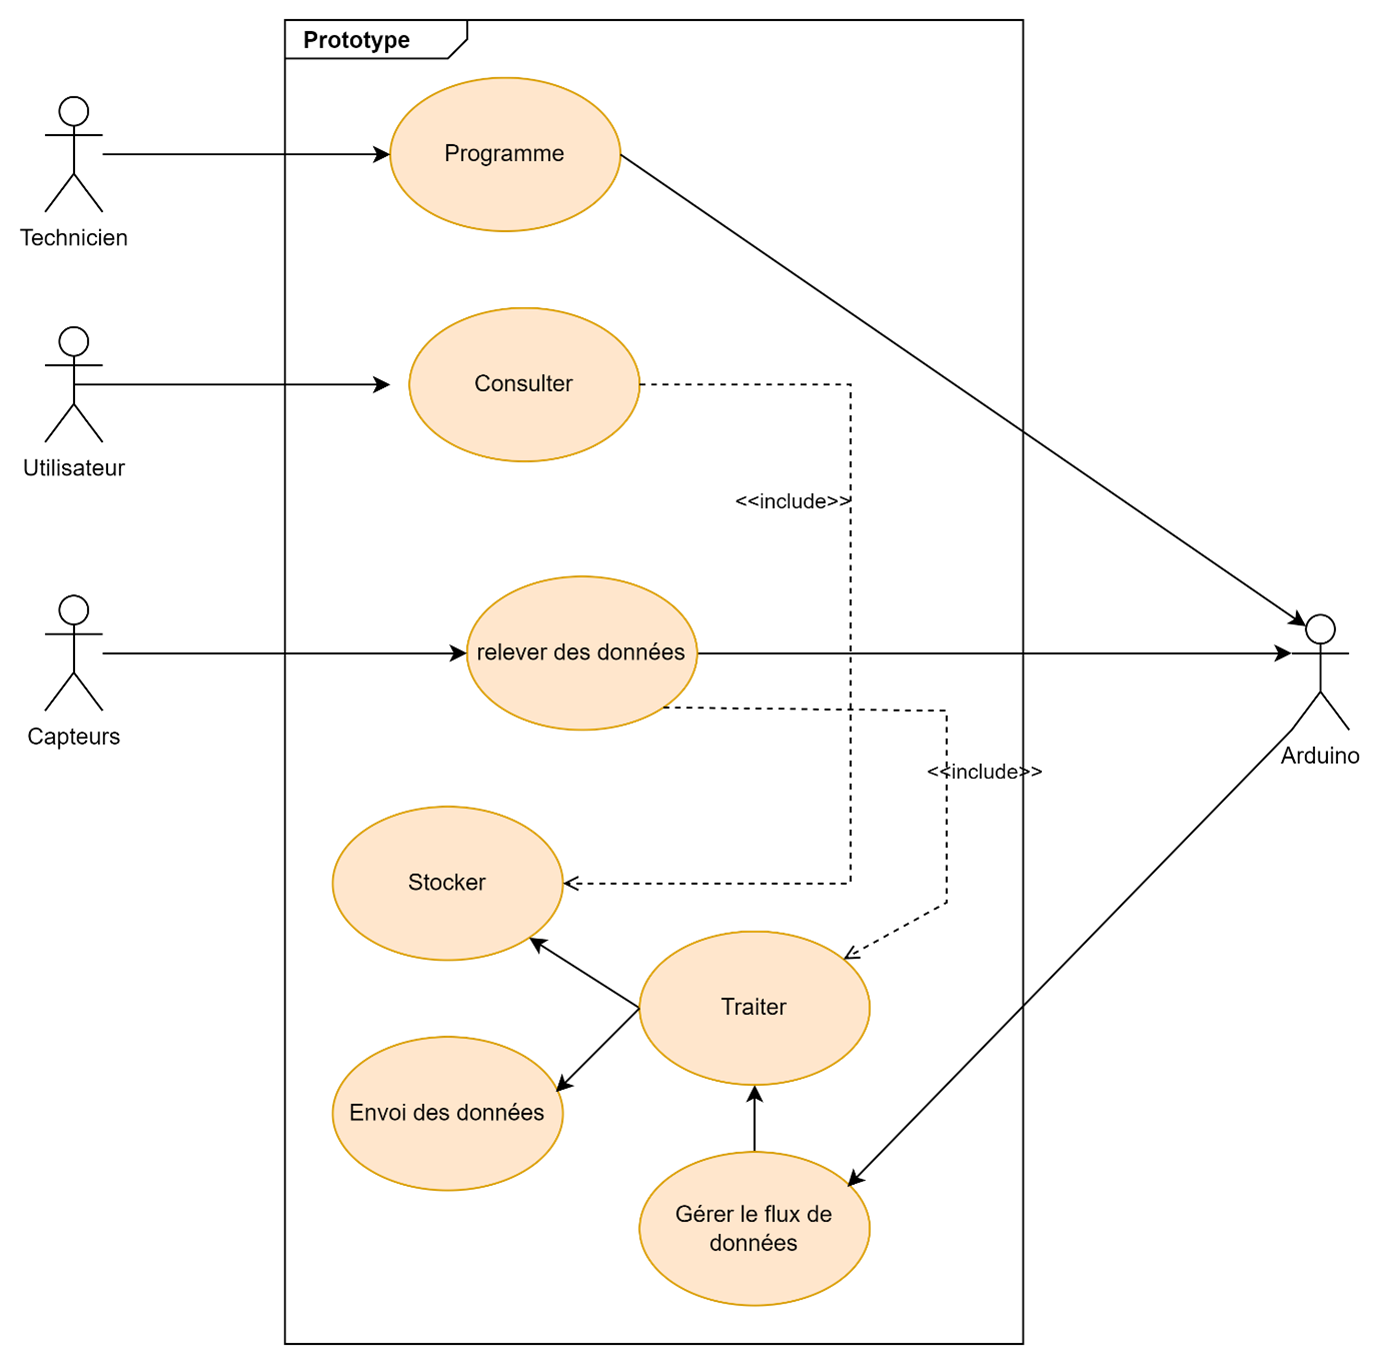 Prototype
Technicien
Programme
Utilisateur
Consulter
<<include>>
Capteurs
relever des données
Arduino
<<include>>
Stocker
Traiter
Envoi des données
Gérer le flux de
données